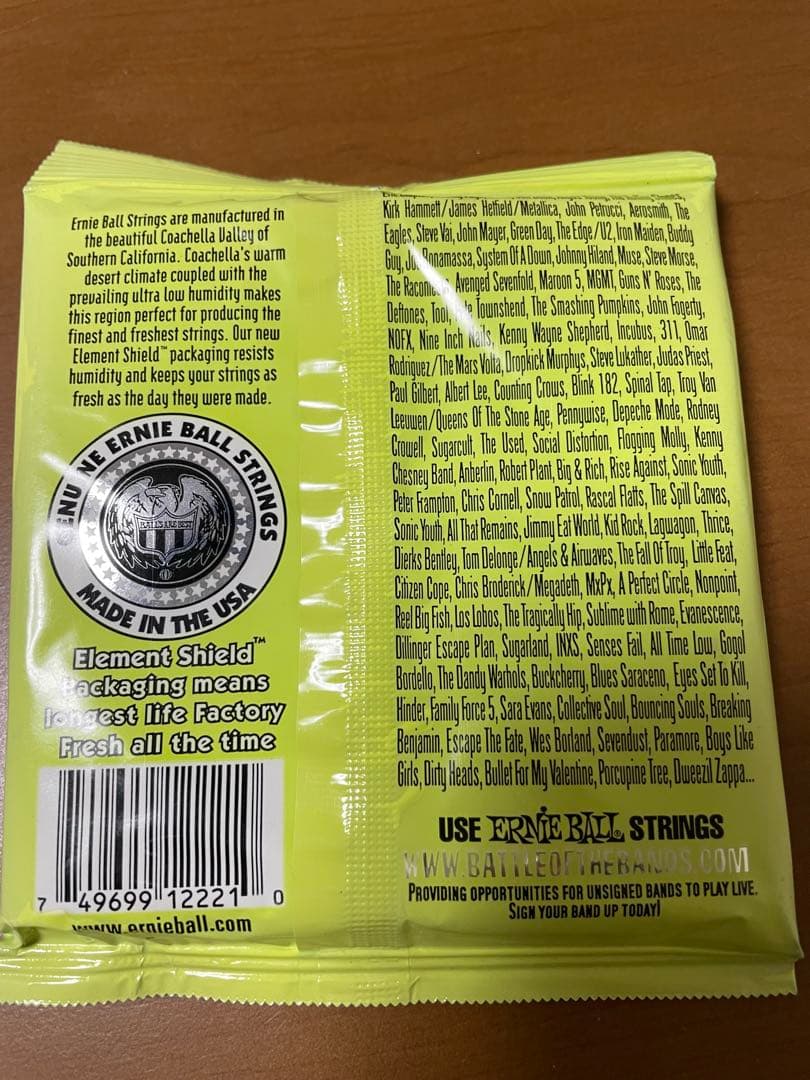 Ernie Ball Strings are manufactured in
the beautiful Coachella Valley of
Southern California. Coachella's warm
desert climate coupled with the
prevailing ultra low humidity makes
this region perfect for producing the
finest and freshest strings. Our new
Element Shield™ packaging resists
humidity and keeps your strings as
fresh as the day they were made.
GENUINE ERNIE BALL STRINGS
MADE IN THE USA
Element Shield™
Packaging means
longest life Factory
Fresh all the time
7 49699 12221 0
www.ernieball.com
Kirk Hammett/James Hetfield/Metallica, John Petrucci, Aerosmith, The
Eagles, Steve Vai, John Mayer, Green Day, The Edge/U2, Iron Maiden, Buddy
Guy, Joe Bonamassa, System Of A Down, Johnny Hiland, Muse, Steve Morse,
The Raconteurs, Avenged Sevenfold, Maroon 5, MGMT, Guns N' Roses, The
Deftones, Tool, Pete Townshend, The Smashing Pumpkins, John Fogerty,
NOFX, Nine Inch Nails, Kenny Wayne Shepherd, Incubus, 311, Omar
Rodriguez/The Mars Volta, Dropkick Murphys, Steve Lukather, Judas Priest,
Paul Gilbert, Albert Lee, Counting Crows, Blink 182, Spinal Tap, Troy Van
Leeuwen/Queens Of The Stone Age, Pennywise, Depeche Mode, Rodney
Crowell, Sugarcult, The Used, Social Distortion, Flogging Molly, Kenny
Chesney Band, Anberlin, Robert Plant, Big & Rich, Rise Against, Sonic Youth,
Peter Frampton, Chris Cornell, Snow Patrol, Rascal Flatts, The Spill Canvas,
Sonic Youth, All That Remains, Jimmy Eat World, Kid Rock, Lagwagon, Thrice,
Dierks Bentley, Tom Delonge/Angels & Airwaves, The Fall Of Troy, Little Feat,
Citizen Cope, Chris Broderick/Megadeth, MxPx, A Perfect Circle, Nonpoint,
Reel Big Fish, Los Lobos, The Tragically Hip, Sublime with Rome, Evanescence,
Dillinger Escape Plan, Sugarland, INXS, Senses Fail, All Time Low, Gogol
Bordello, The Dandy Warhols, Buckcherry, Blues Saraceno, Eyes Set To Kill,
Hinder, Family Force 5, Sara Evans, Collective Soul, Bouncing Souls, Breaking
Benjamin, Escape The Fate, Wes Borland, Sevendust, Paramore, Boys Like
Girls, Dirty Heads, Bullet For My Valentine, Porcupine Tree, Dweezil Zappa...
USE ERNIE BALL® STRINGS
WWW.BATTLEOFTHEBANDS.COM
PROVIDING OPPORTUNITIES FOR UNSIGNED BANDS TO PLAY LIVE.
SIGN YOUR BAND UP TODAY!